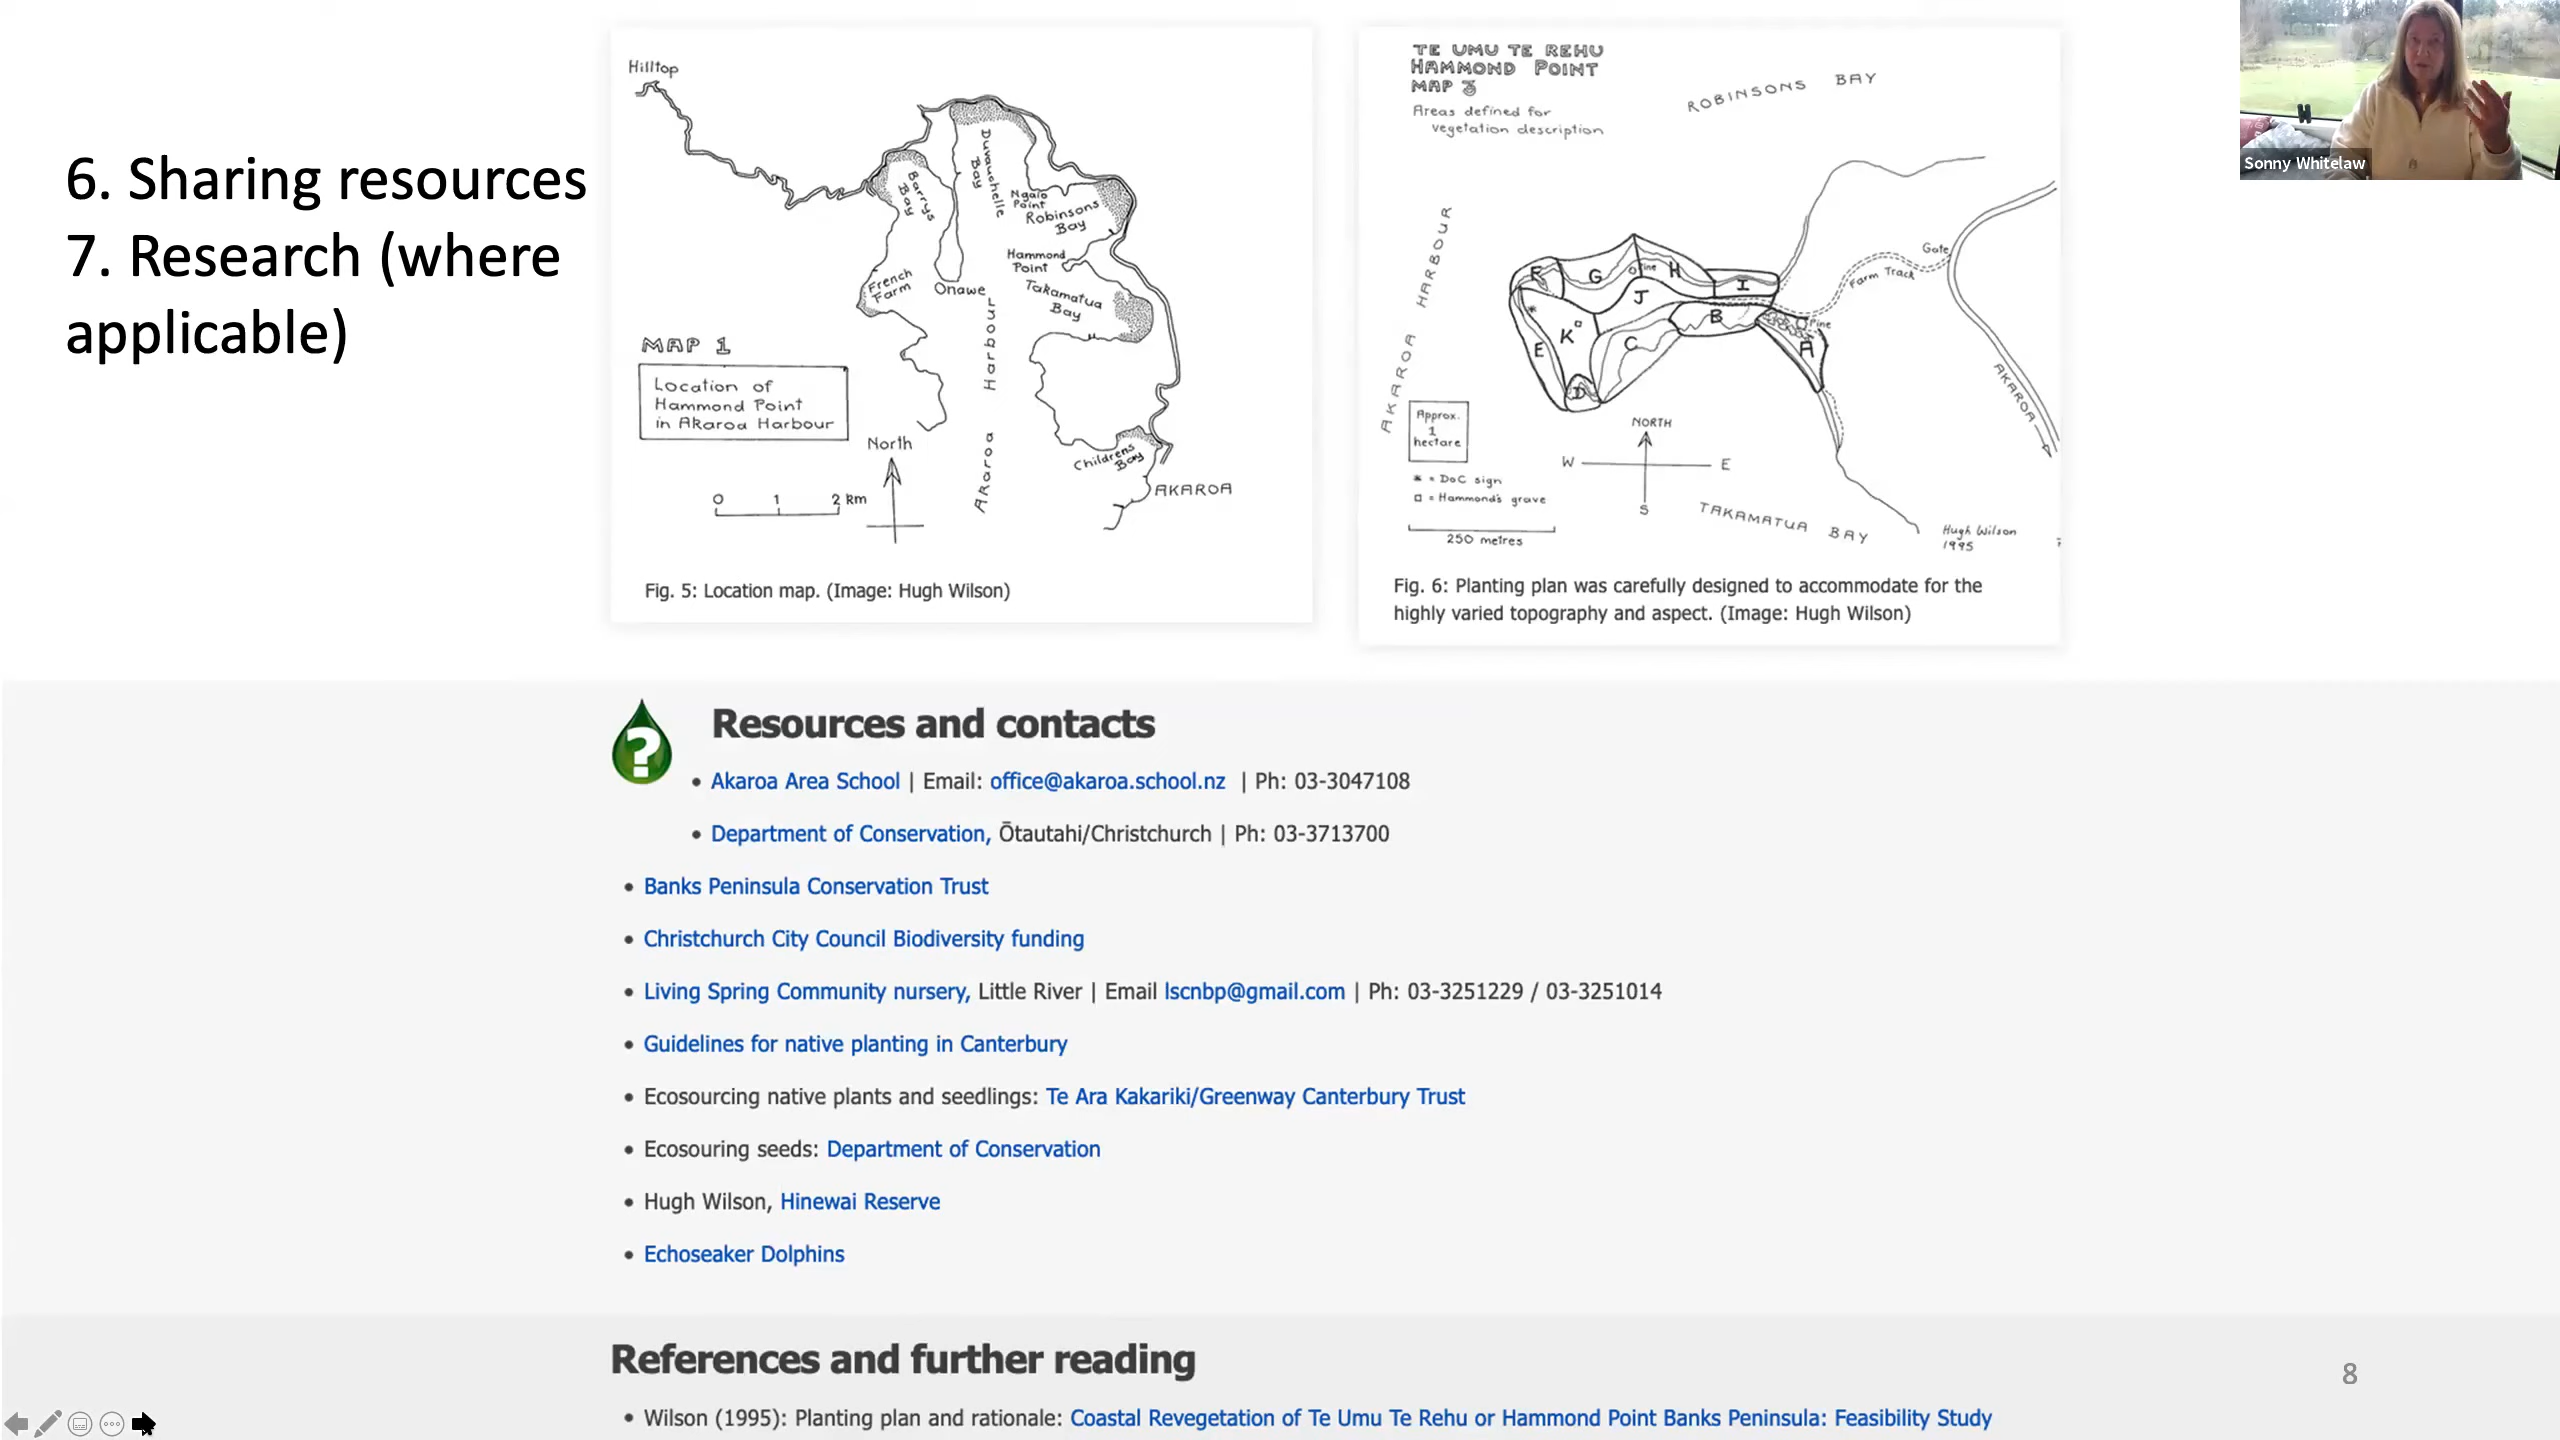 6. Sharing resources
7. Research (where
applicable)
Hilltop
Barrys
Bay
Duvauchelle
Bay
Ngaio
Point
Robinsons
Bay
Hammond
Point
French
Farm
Onawe
Takamatua
Bay
Akaroa Harbour
MAP 1
Location of
Hammond Point
in Akaroa Harbour
North
0 1 2 km
Childrens
Bay
AKAROA
Fig. 5: Location map. (Image: Hugh Wilson)
TE UMU TE REHU
HAMMOND POINT
MAP 3
Areas defined for
vegetation description
ROBINSONS BAY
AKAROA HARBOUR
Gate
Farm Track
F
G
Pine
H
I
J
B
Pine
K
C
A
E
D
AKAROA
Approx.
1
hectare
NORTH
W E
S
* = DoC sign
□ = Hammond's grave
250 metres
TAKAMATUA BAY
Hugh Wilson
1995
Fig. 6: Planting plan was carefully designed to accommodate for the
highly varied topography and aspect. (Image: Hugh Wilson)
Sonny Whitelaw
?
Resources and contacts
• Akaroa Area School | Email: office@akaroa.school.nz | Ph: 03-3047108
• Department of Conservation, Ōtautahi/Christchurch | Ph: 03-3713700
• Banks Peninsula Conservation Trust
• Christchurch City Council Biodiversity funding
• Living Spring Community nursery, Little River | Email lscnbp@gmail.com | Ph: 03-3251229 / 03-3251014
• Guidelines for native planting in Canterbury
• Ecosourcing native plants and seedlings: Te Ara Kakariki/Greenway Canterbury Trust
• Ecosouring seeds: Department of Conservation
• Hugh Wilson, Hinewai Reserve
• Echoseaker Dolphins
References and further reading
• Wilson (1995): Planting plan and rationale: Coastal Revegetation of Te Umu Te Rehu or Hammond Point Banks Peninsula: Feasibility Study
8